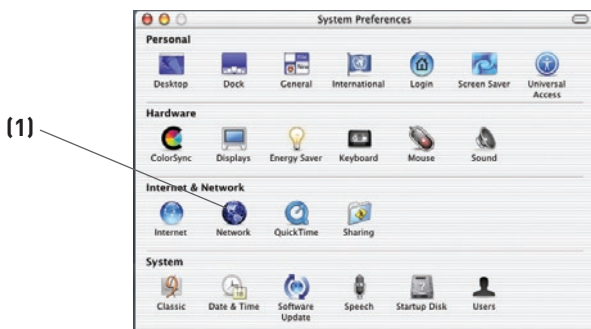 System Preferences
Personal
Desktop Dock General International Login Screen Saver Universal Access
Hardware
(1)
ColorSync Displays Energy Saver Keyboard Mouse Sound
Internet & Network
Internet Network QuickTime Sharing
System
Classic Date & Time Software Update Speech Startup Disk Users